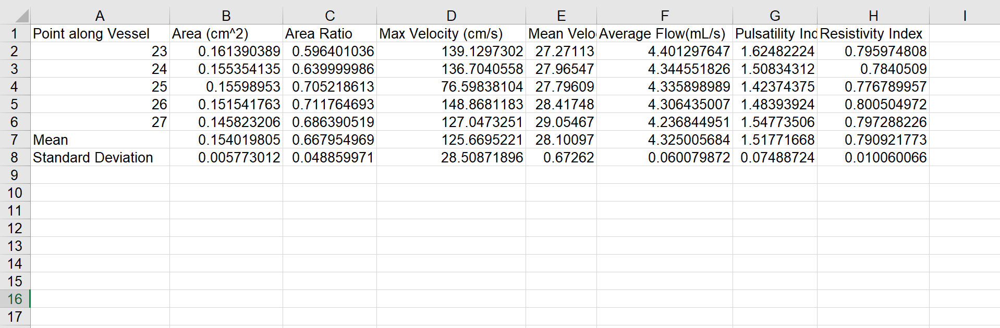 A B C D E F G H I
1 Point along Vessel Area (cm^2) Area Ratio Max Velocity (cm/s) Mean Velo Average Flow(mL/s) Pulsatility Ind Resistivity Index
2 23 0.161390389 0.596401036 139.1297302 27.27113 4.401297647 1.62482224 0.795974808
3 24 0.155354135 0.639999986 136.7040558 27.96547 4.344551826 1.50834312 0.7840509
4 25 0.15598953 0.705218613 76.59838104 27.79609 4.335898989 1.42374375 0.776789957
5 26 0.151541763 0.711764693 148.8681183 28.41748 4.306435007 1.48393924 0.800504972
6 27 0.145823206 0.686390519 127.0473251 29.05467 4.236844951 1.54773506 0.797288226
7 Mean 0.154019805 0.667954969 125.6695221 28.10097 4.325005684 1.51771668 0.790921773
8 Standard Deviation 0.005773012 0.048859971 28.50871896 0.67262 0.060079872 0.07488724 0.010060066
9
10
11
12
13
14
15
16
17